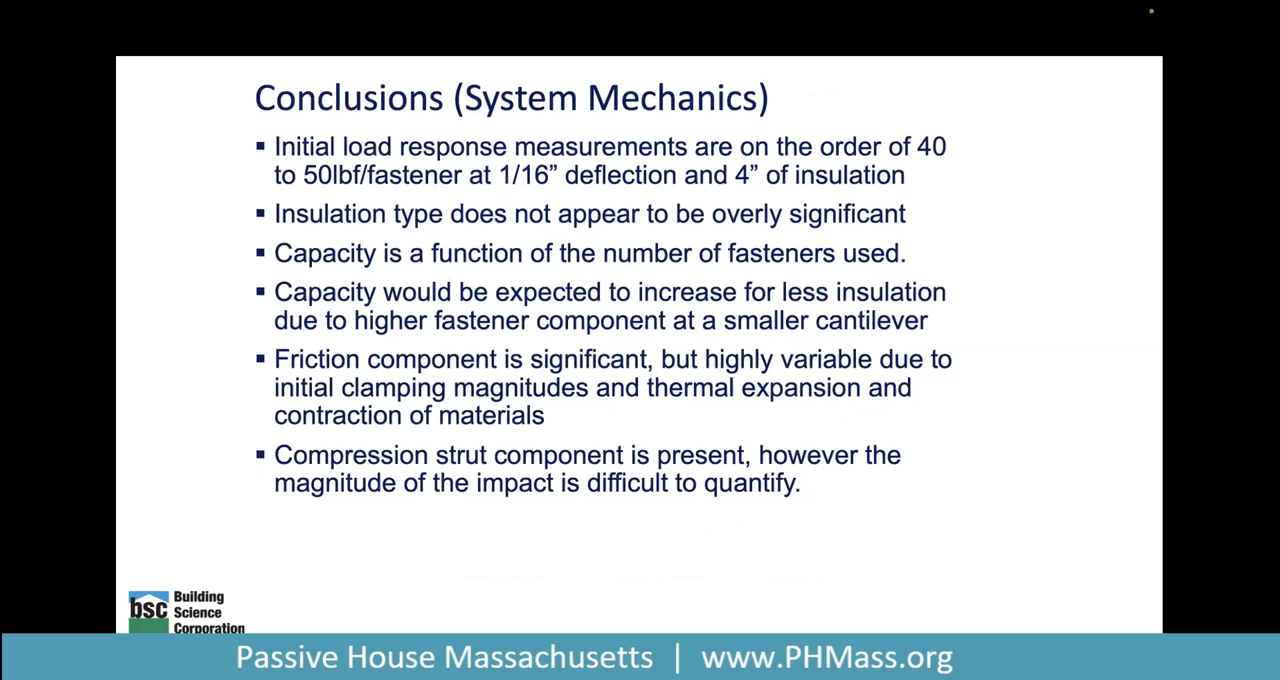 Conclusions (System Mechanics)
▪ Initial load response measurements are on the order of 40
to 50lbf/fastener at 1/16” deflection and 4” of insulation
▪ Insulation type does not appear to be overly significant
▪ Capacity is a function of the number of fasteners used.
▪ Capacity would be expected to increase for less insulation
due to higher fastener component at a smaller cantilever
▪ Friction component is significant, but highly variable due to
initial clamping magnitudes and thermal expansion and
contraction of materials
▪ Compression strut component is present, however the
magnitude of the impact is difficult to quantify.
bsc
Building
Science
Corporation
Passive House Massachusetts | www.PHMass.org